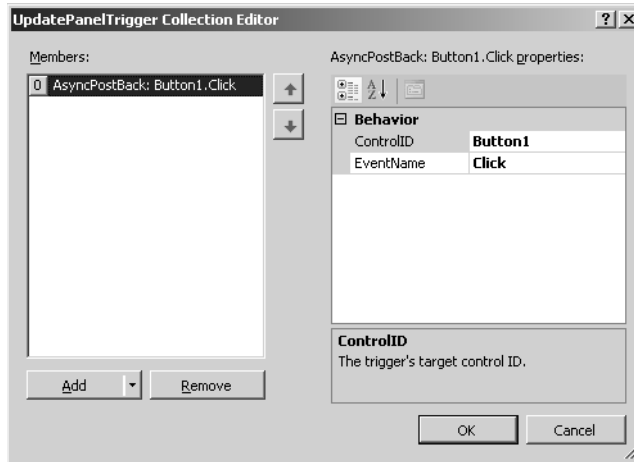 UpdatePanelTrigger Collection Editor
Members:
0 AsyncPostBack: Button1.Click
Add
Remove
AsyncPostBack: Button1.Click properties:
Behavior
ControlID Button1
EventName Click
ControlID
The trigger's target control ID.
OK
Cancel